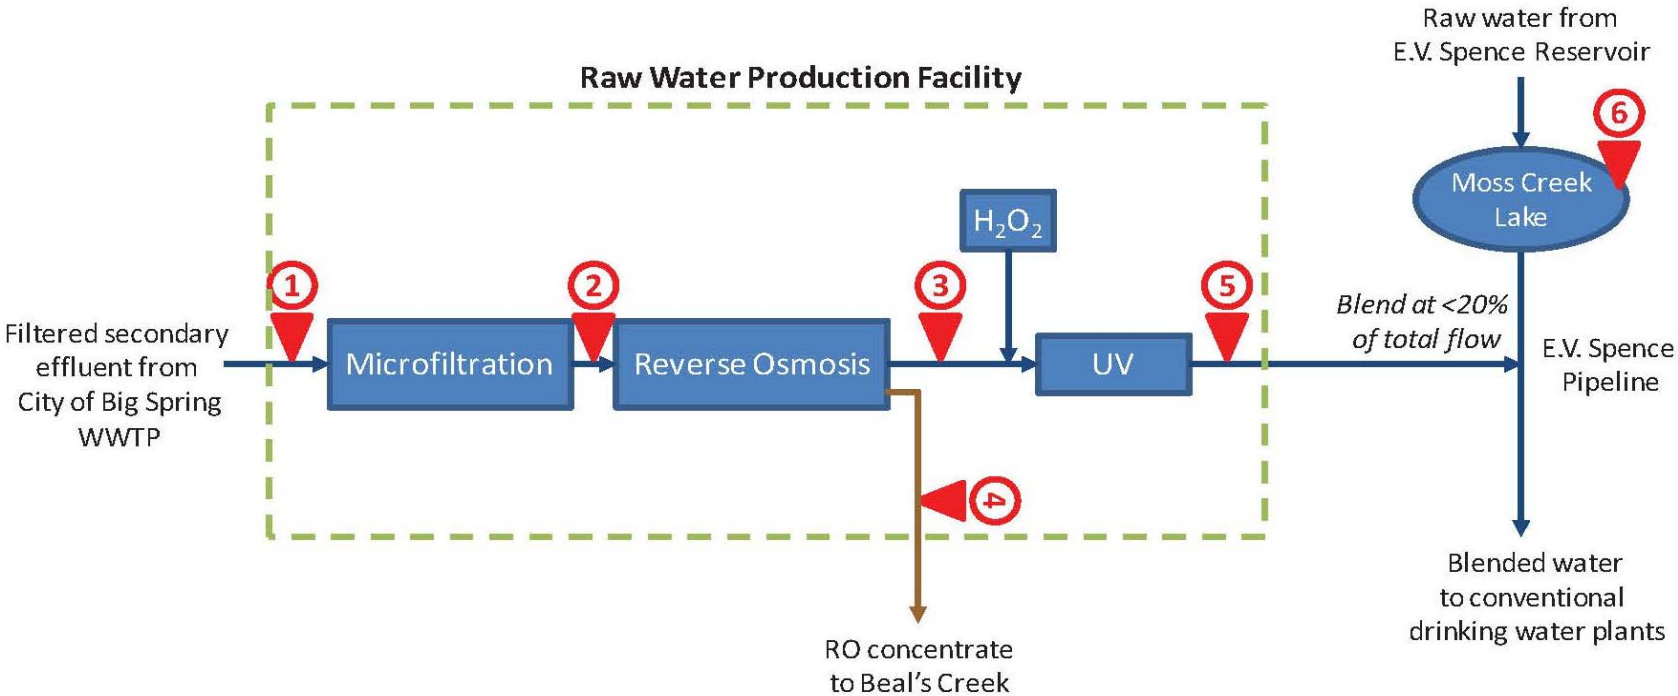 Raw water from
E.V. Spence Reservoir
Raw Water Production Facility
6
Moss Creek
Lake
H₂O₂
1
2
3
5
Filtered secondary
effluent from
City of Big Spring
WWTP
Microfiltration
Reverse Osmosis
UV
Blend at <20%
of total flow
E.V. Spence
Pipeline
4
RO concentrate
to Beal's Creek
Blended water
to conventional
drinking water plants